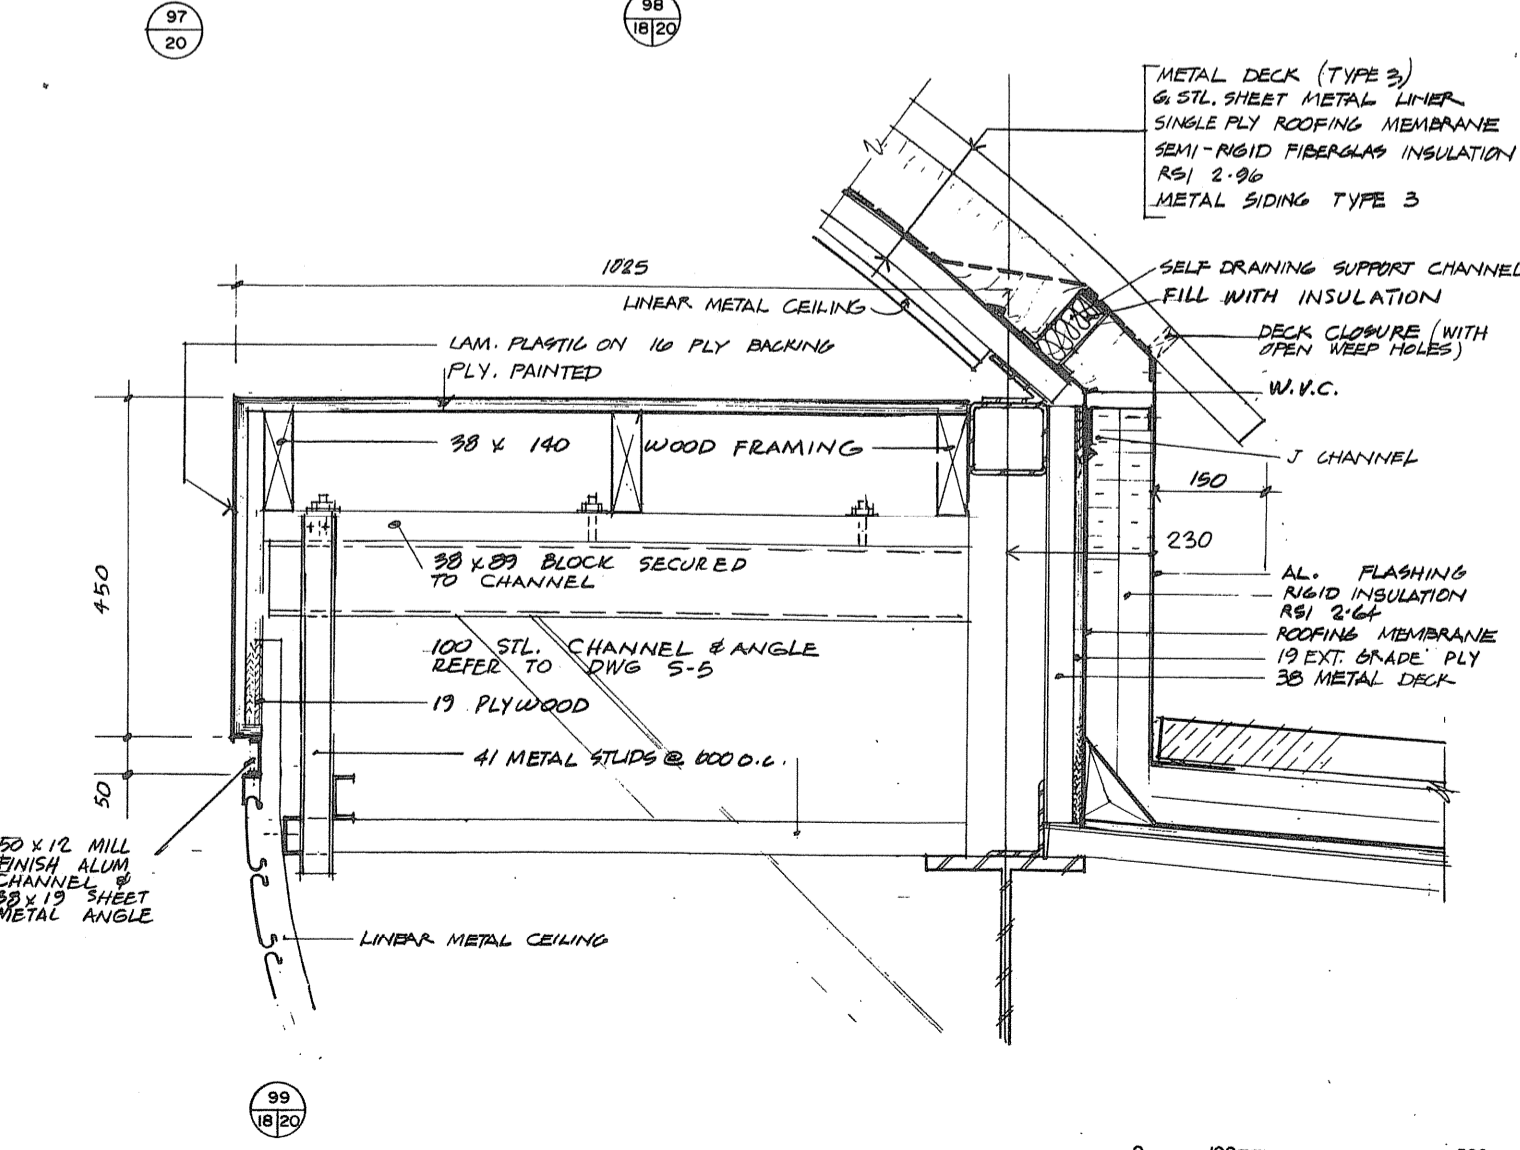 97
20
98
18 20
METAL DECK (TYPE 3)
G. STL. SHEET METAL LINER
SINGLE PLY ROOFING MEMBRANE
SEMI-RIGID FIBERGLAS INSULATION
RSI 2.96
METAL SIDING TYPE 3
1025
LINEAR METAL CEILING
SELF DRAINING SUPPORT CHANNEL
FILL WITH INSULATION
DECK CLOSURE (WITH
OPEN WEEP HOLES)
LAM. PLASTIC ON 16 PLY BACKING
PLY. PAINTED
W.V.C.
38 x 140 WOOD FRAMING
J CHANNEL
150
230
38 x 89 BLOCK SECURED
TO CHANNEL
450
AL. FLASHING
RIGID INSULATION
RSI 2.64
ROOFING MEMBRANE
19 EXT. GRADE PLY
38 METAL DECK
100 STL. CHANNEL & ANGLE
REFER TO DWG S-5
19 PLYWOOD
41 METAL STUDS @ 600 O.C.
50
50 x 12 MILL
FINISH ALUM
CHANNEL &
38 x 19 SHEET
METAL ANGLE
LINEAR METAL CEILING
99
18 20